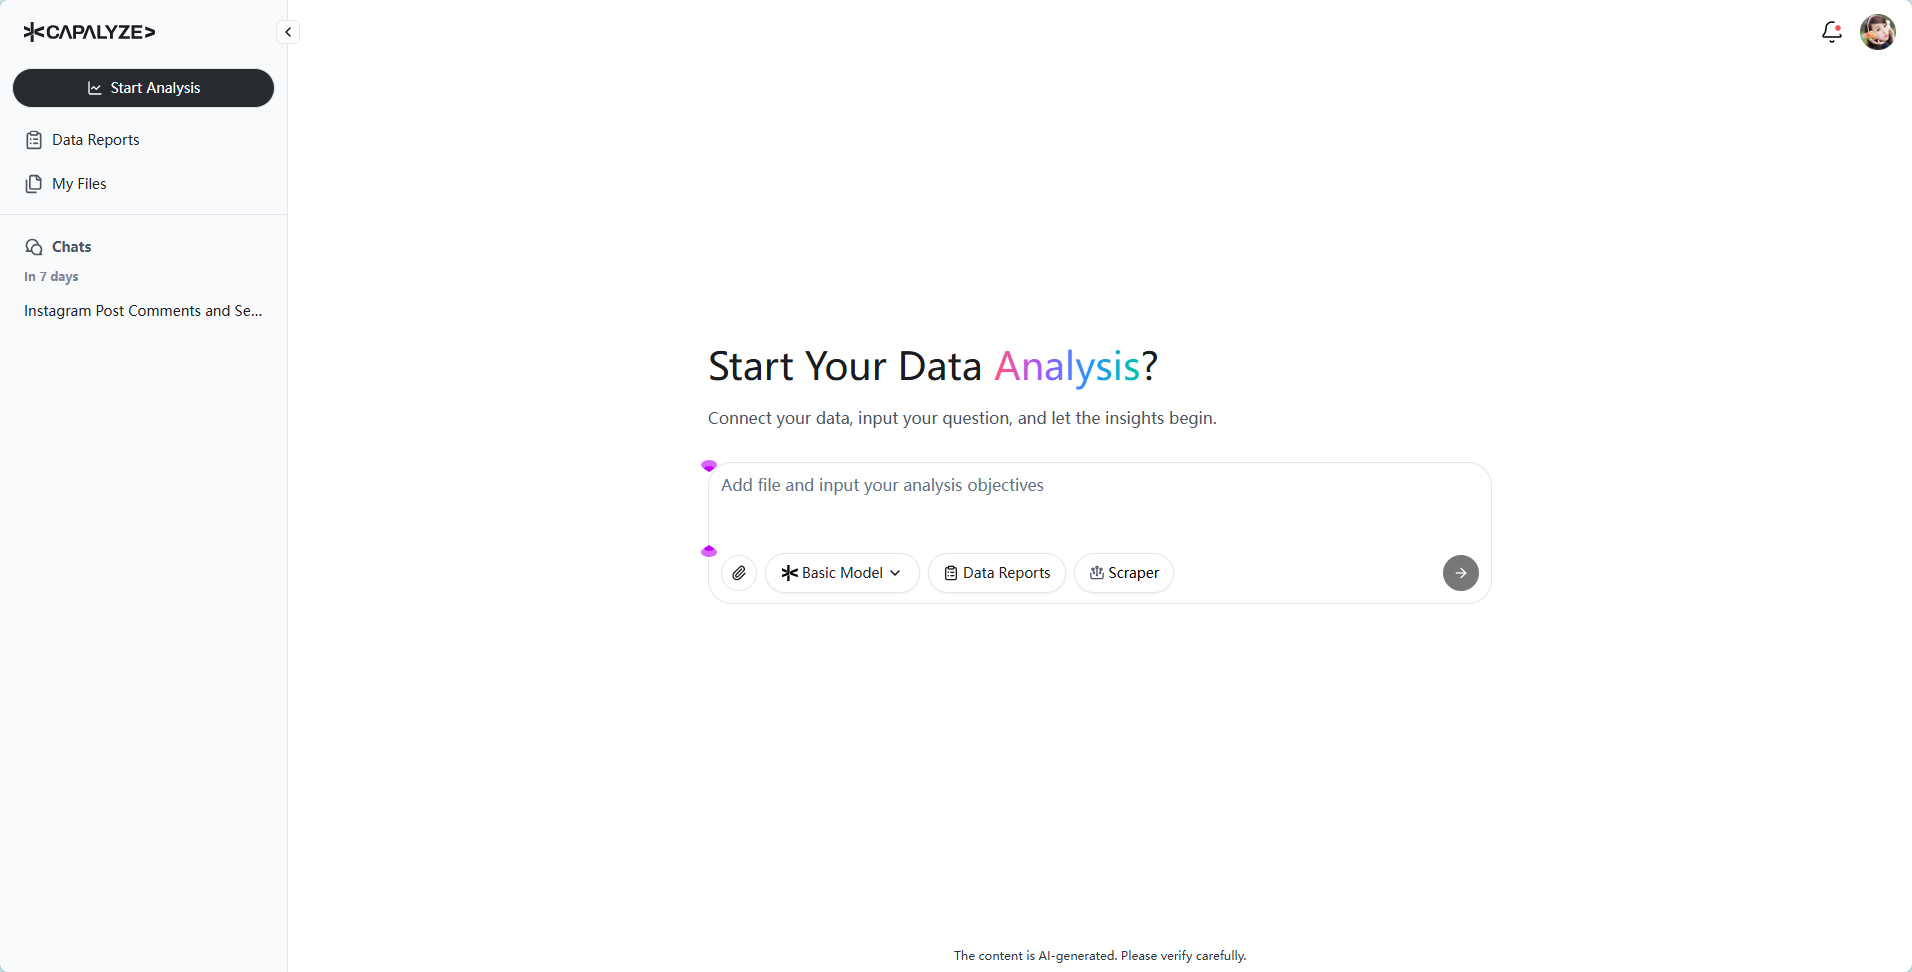 CAPALYZE
Start Analysis
Data Reports
My Files
Chats
In 7 days
Instagram Post Comments and Se...
Start Your Data Analysis?
Connect your data, input your question, and let the insights begin.
Add file and input your analysis objectives
Basic Model
Data Reports
Scraper
The content is AI-generated. Please verify carefully.